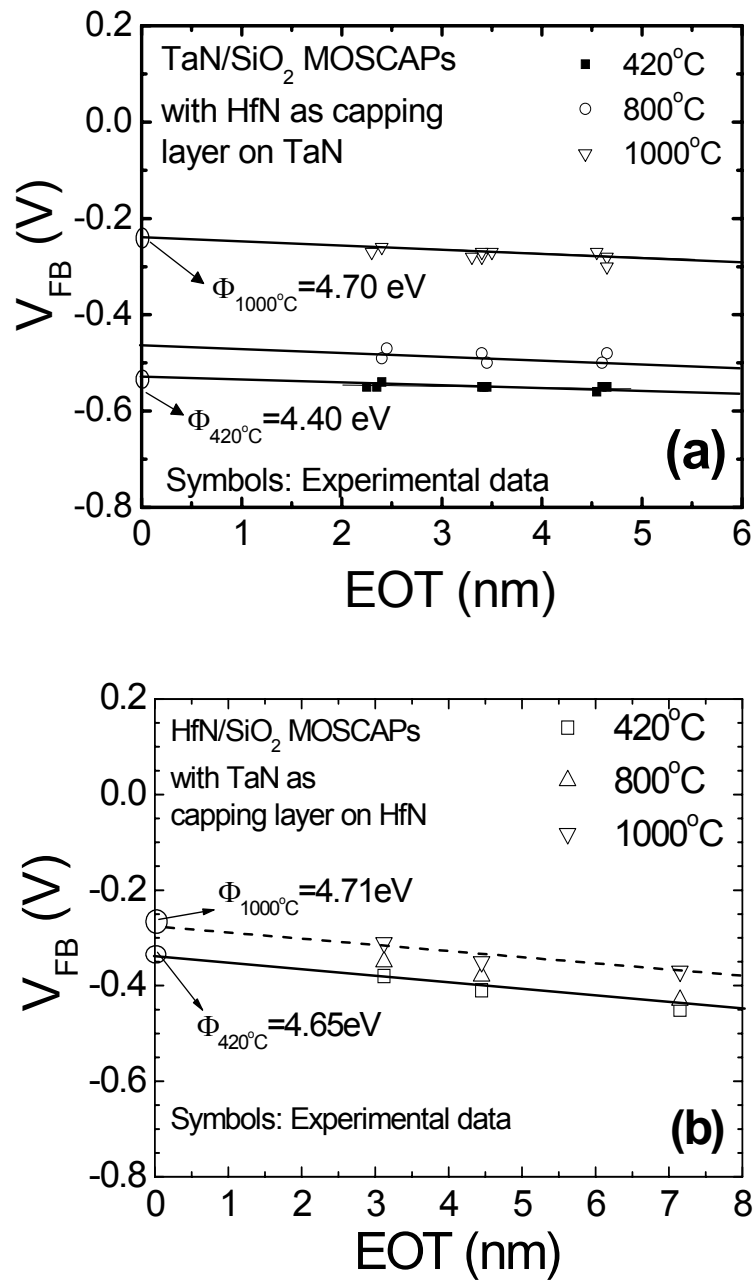 0.2
TaN/SiO₂ MOSCAPs
420°C
with HfN as capping
800°C
0.0
layer on TaN
1000°C
-0.2
Φ1000°C=4.70 eV
V_FB (V)
-0.4
Φ420°C=4.40 eV
-0.6
(a)
Symbols: Experimental data
-0.8
0 1 2 3 4 5 6
EOT (nm)
0.2
HfN/SiO₂ MOSCAPs
420°C
with TaN as
800°C
capping layer on HfN
0.0
1000°C
-0.2
Φ1000°C=4.71eV
V_FB (V)
-0.4
Φ420°C=4.65eV
-0.6
Symbols: Experimental data
(b)
-0.8
0 1 2 3 4 5 6 7 8
EOT (nm)